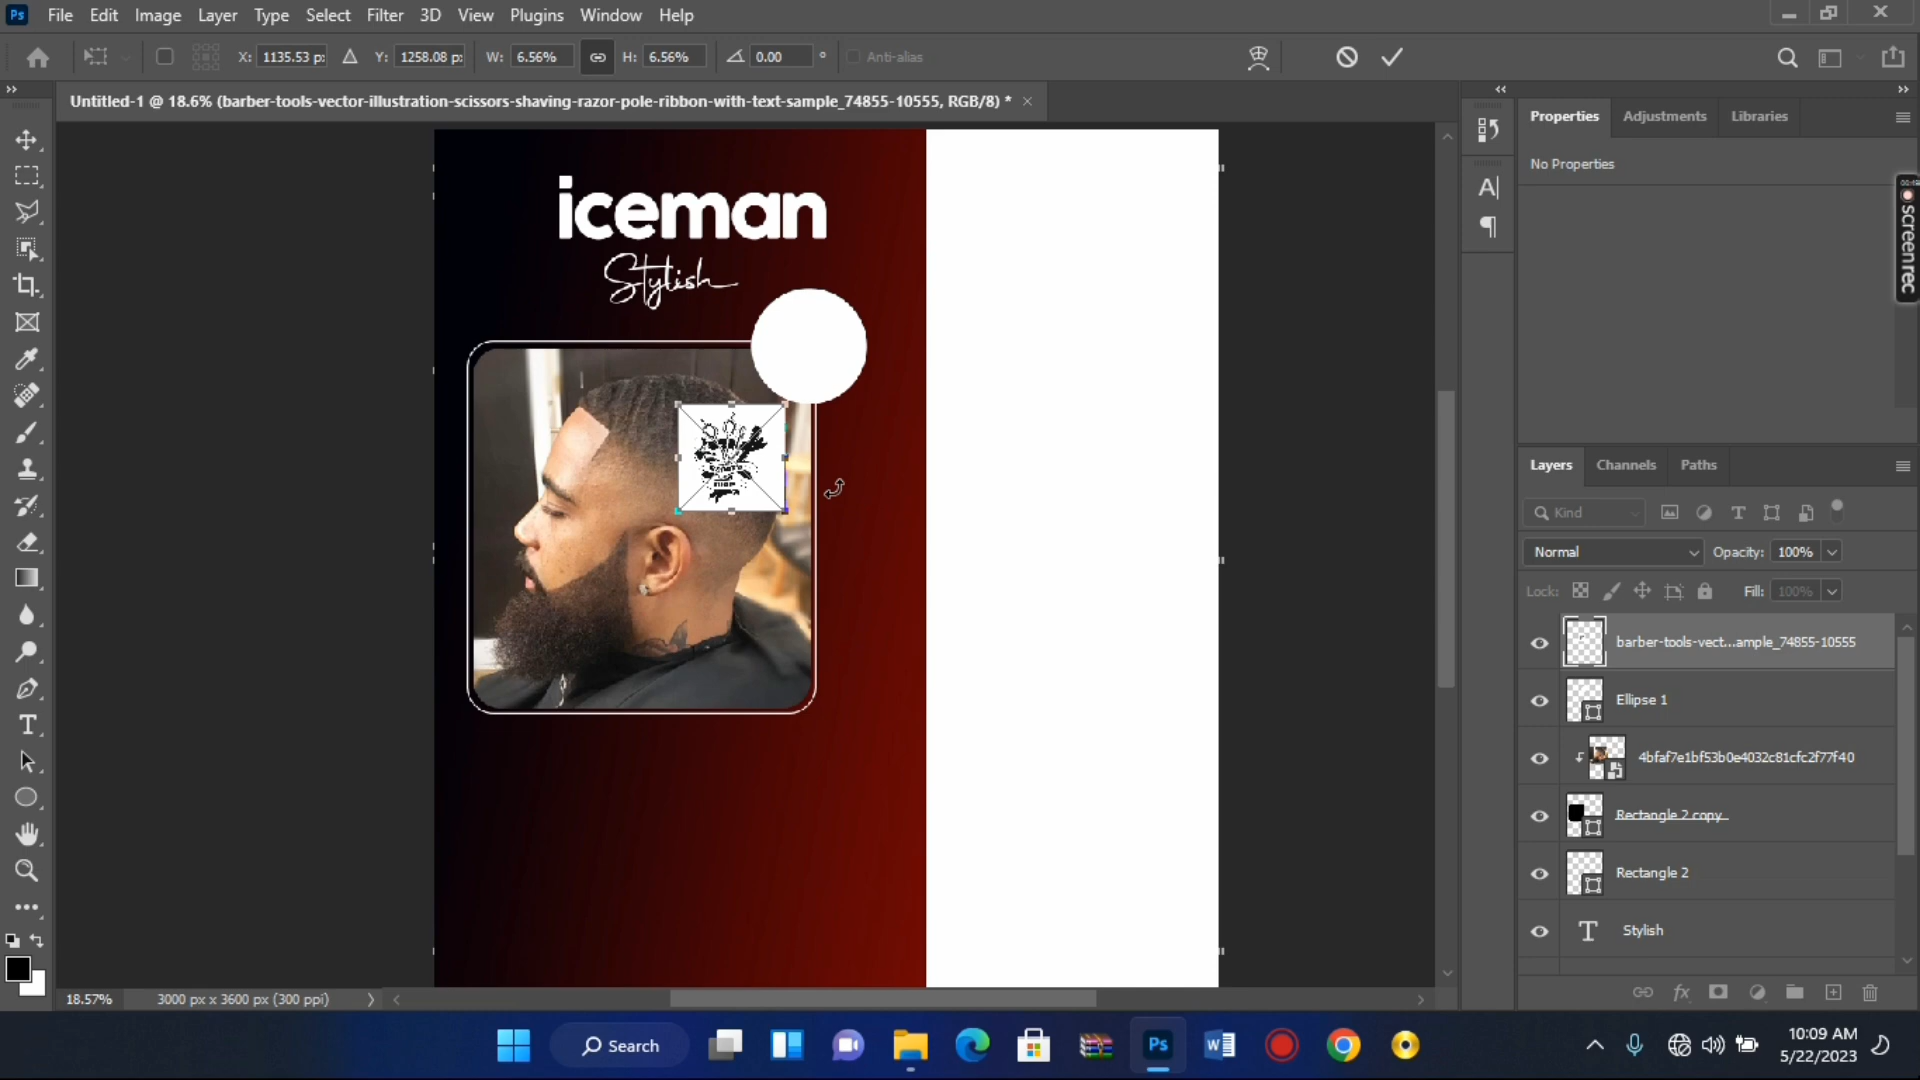 Ps File Edit Image Layer Type Select Filter 3D View Plugins Window Help
X: 1135.53 p: Y: 1258.08 p: W: 6.56% H: 6.56% 0.00 ° Anti-alias
Untitled-1 @ 18.6% (barber-tools-vector-illustration-scissors-shaving-razor-pole-ribbon-with-text-sample_74855-10555, RGB/8) *
iceman
Stylish
Properties Adjustments Libraries
No Properties
screenrec
Layers Channels Paths
Kind
Normal Opacity: 100%
Lock: Fill: 100%
barber-tools-vect...ample_74855-10555
Ellipse 1
4bfaf7e1bf53b0e4032c81cfc2f77f40
Rectangle 2 copy
Rectangle 2
T Stylish
fx
18.57% 3000 px x 3600 px (300 ppi)
Search
Ps
10:09 AM
5/22/2023